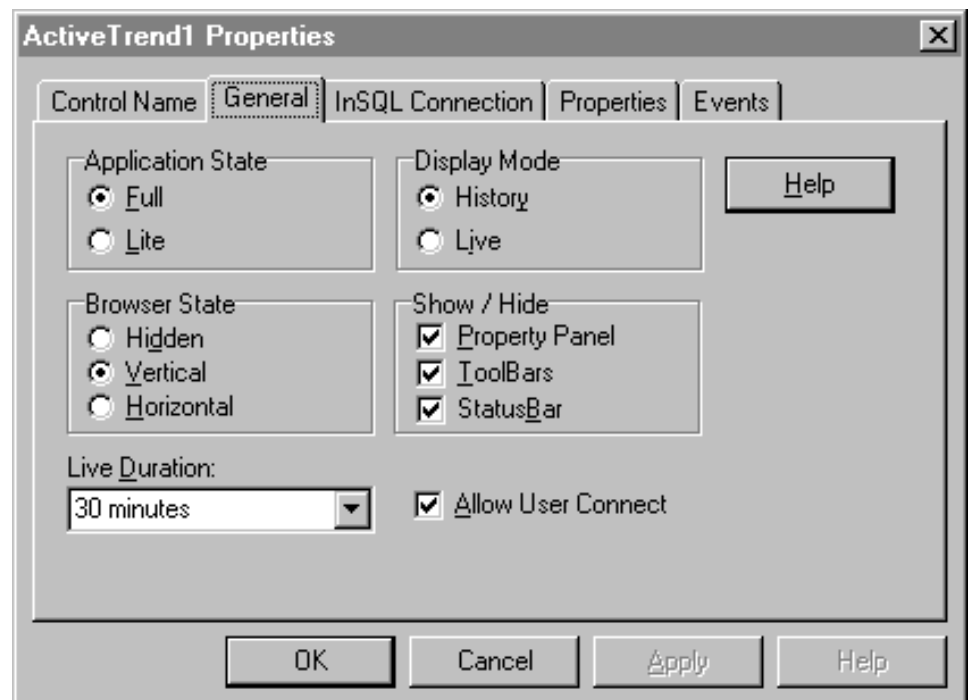 ActiveTrend1 Properties
Control Name General InSQL Connection Properties Events
Application State
Full
Lite
Display Mode
History
Live
Help
Browser State
Hidden
Vertical
Horizontal
Show / Hide
Property Panel
ToolBars
StatusBar
Live Duration:
30 minutes
Allow User Connect
OK Cancel Apply Help